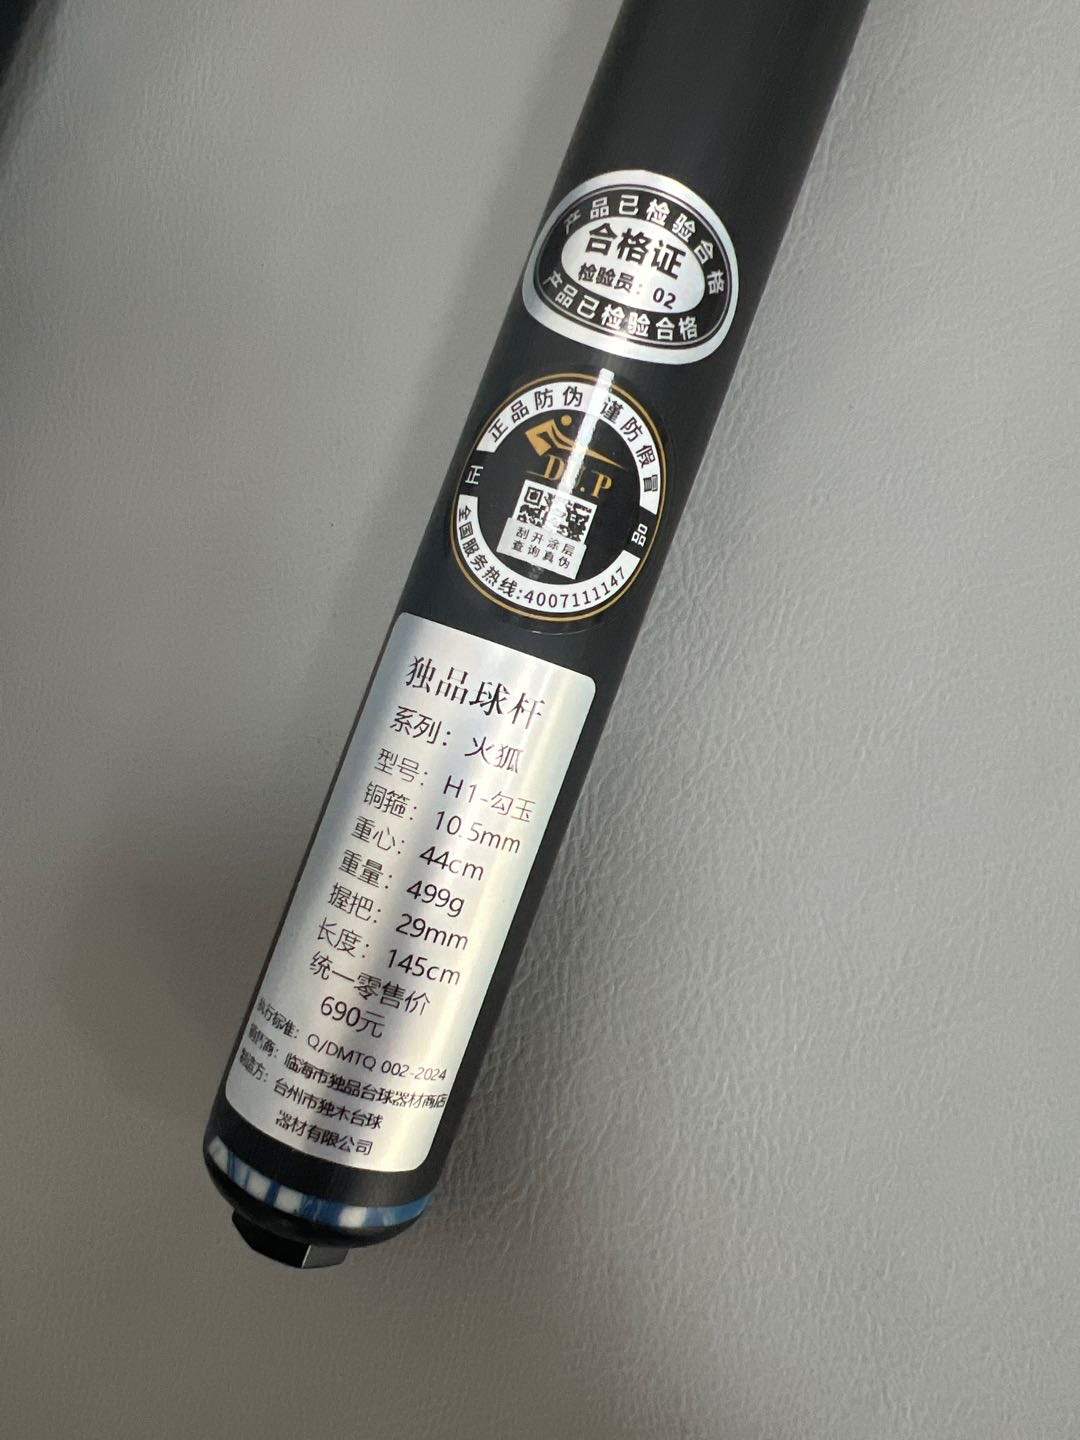 产品已检验合格
合格证
检验员：02
产品已检验合格
正品防伪 谨防假冒
正 品
刮开涂层
查询真伪
全国服务热线:4007111147
独品球杆
系列：火狐
型号：H1-勾玉
铜箍：10.5mm
重心：44cm
重量：499g
握把：29mm
长度：145cm
统一零售价
690元
执行标准：Q/DMTQ 002-2024
销售商：临海市独品台球器材商店
制造方：台州市独木台球
器材有限公司